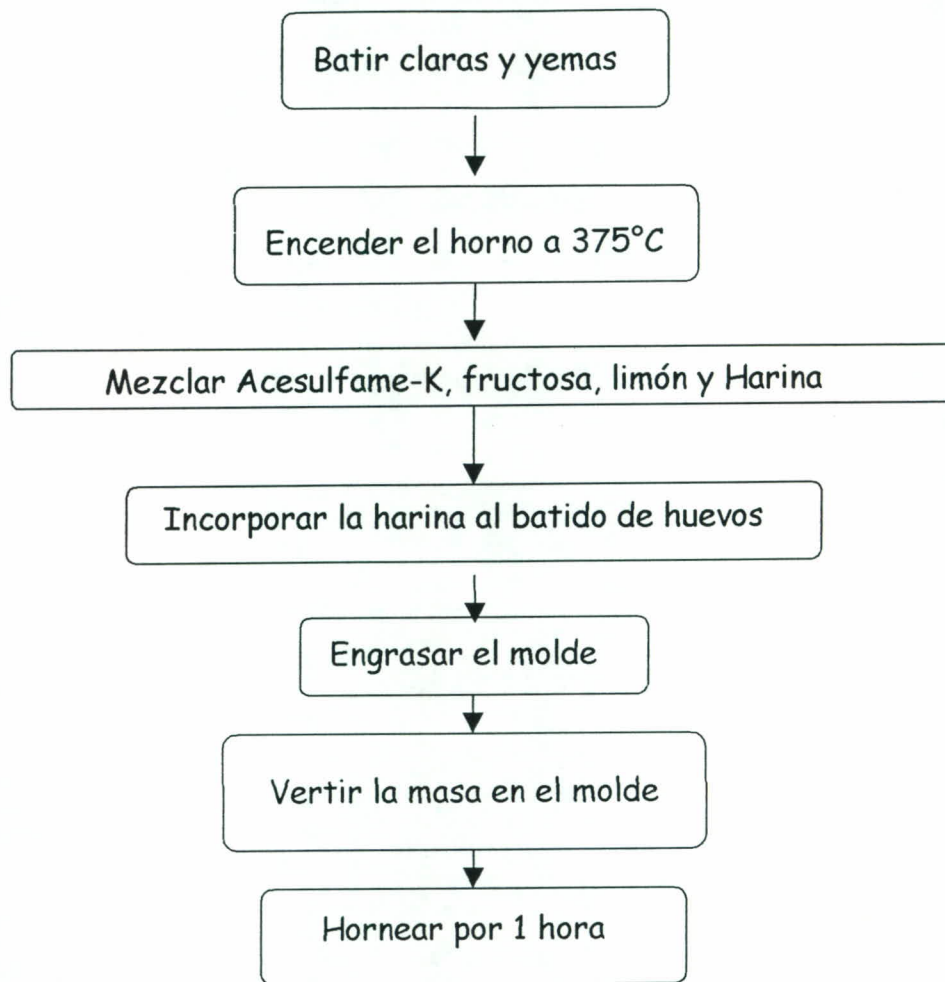 Batir claras y yemas
Encender el horno a 375°C
Mezclar Acesulfame-K, fructosa, limón y Harina
Incorporar la harina al batido de huevos
Engrasar el molde
Vertir la masa en el molde
Hornear por 1 hora